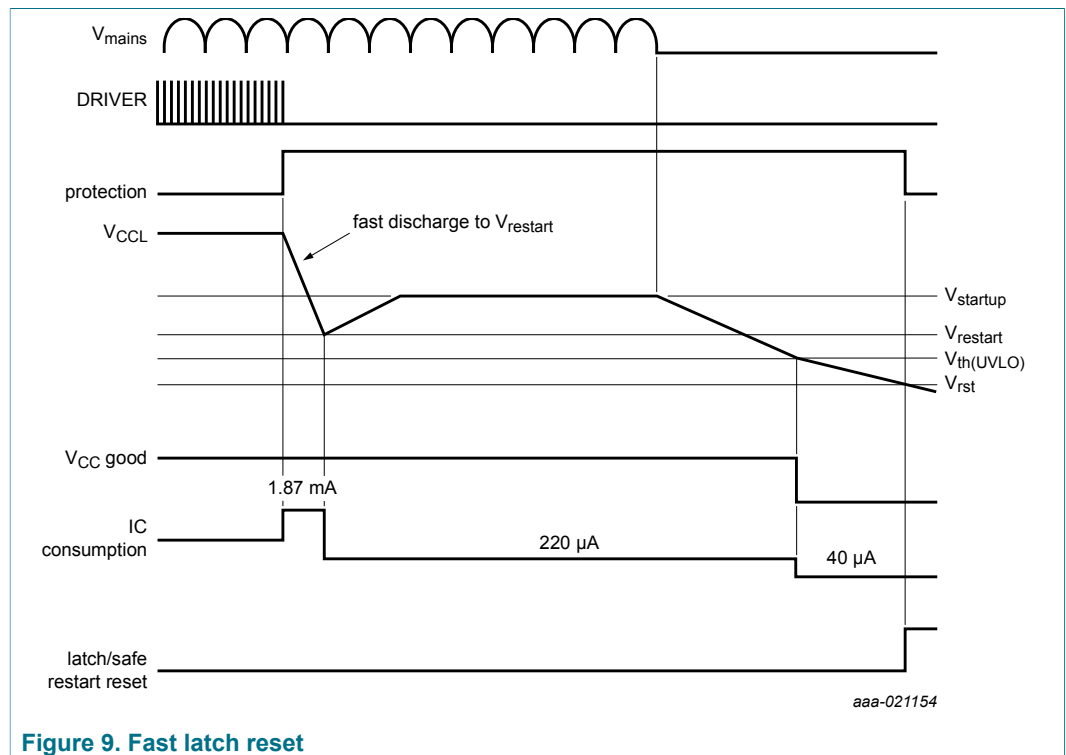 Vmains
DRIVER
protection
VCCL
fast discharge to Vrestart
Vstartup
Vrestart
Vth(UVLO)
Vrst
VCC good
1.87 mA
IC
consumption
220 µA
40 µA
latch/safe
restart reset
aaa-021154
Figure 9. Fast latch reset